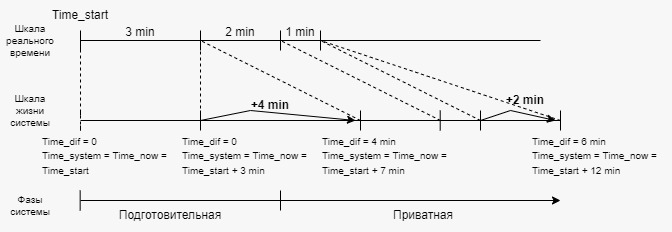 Time_start
Шкала
реального
времени
3 min
2 min
1 min
Шкала
жизни
системы
+4 min
+2 min
Time_dif = 0
Time_system = Time_now =
Time_start
Time_dif = 0
Time_system = Time_now =
Time_start + 3 min
Time_dif = 4 min
Time_system = Time_now =
Time_start + 7 min
Time_dif = 6 min
Time_system = Time_now =
Time_start + 12 min
Фазы
системы
Подготовительная
Приватная